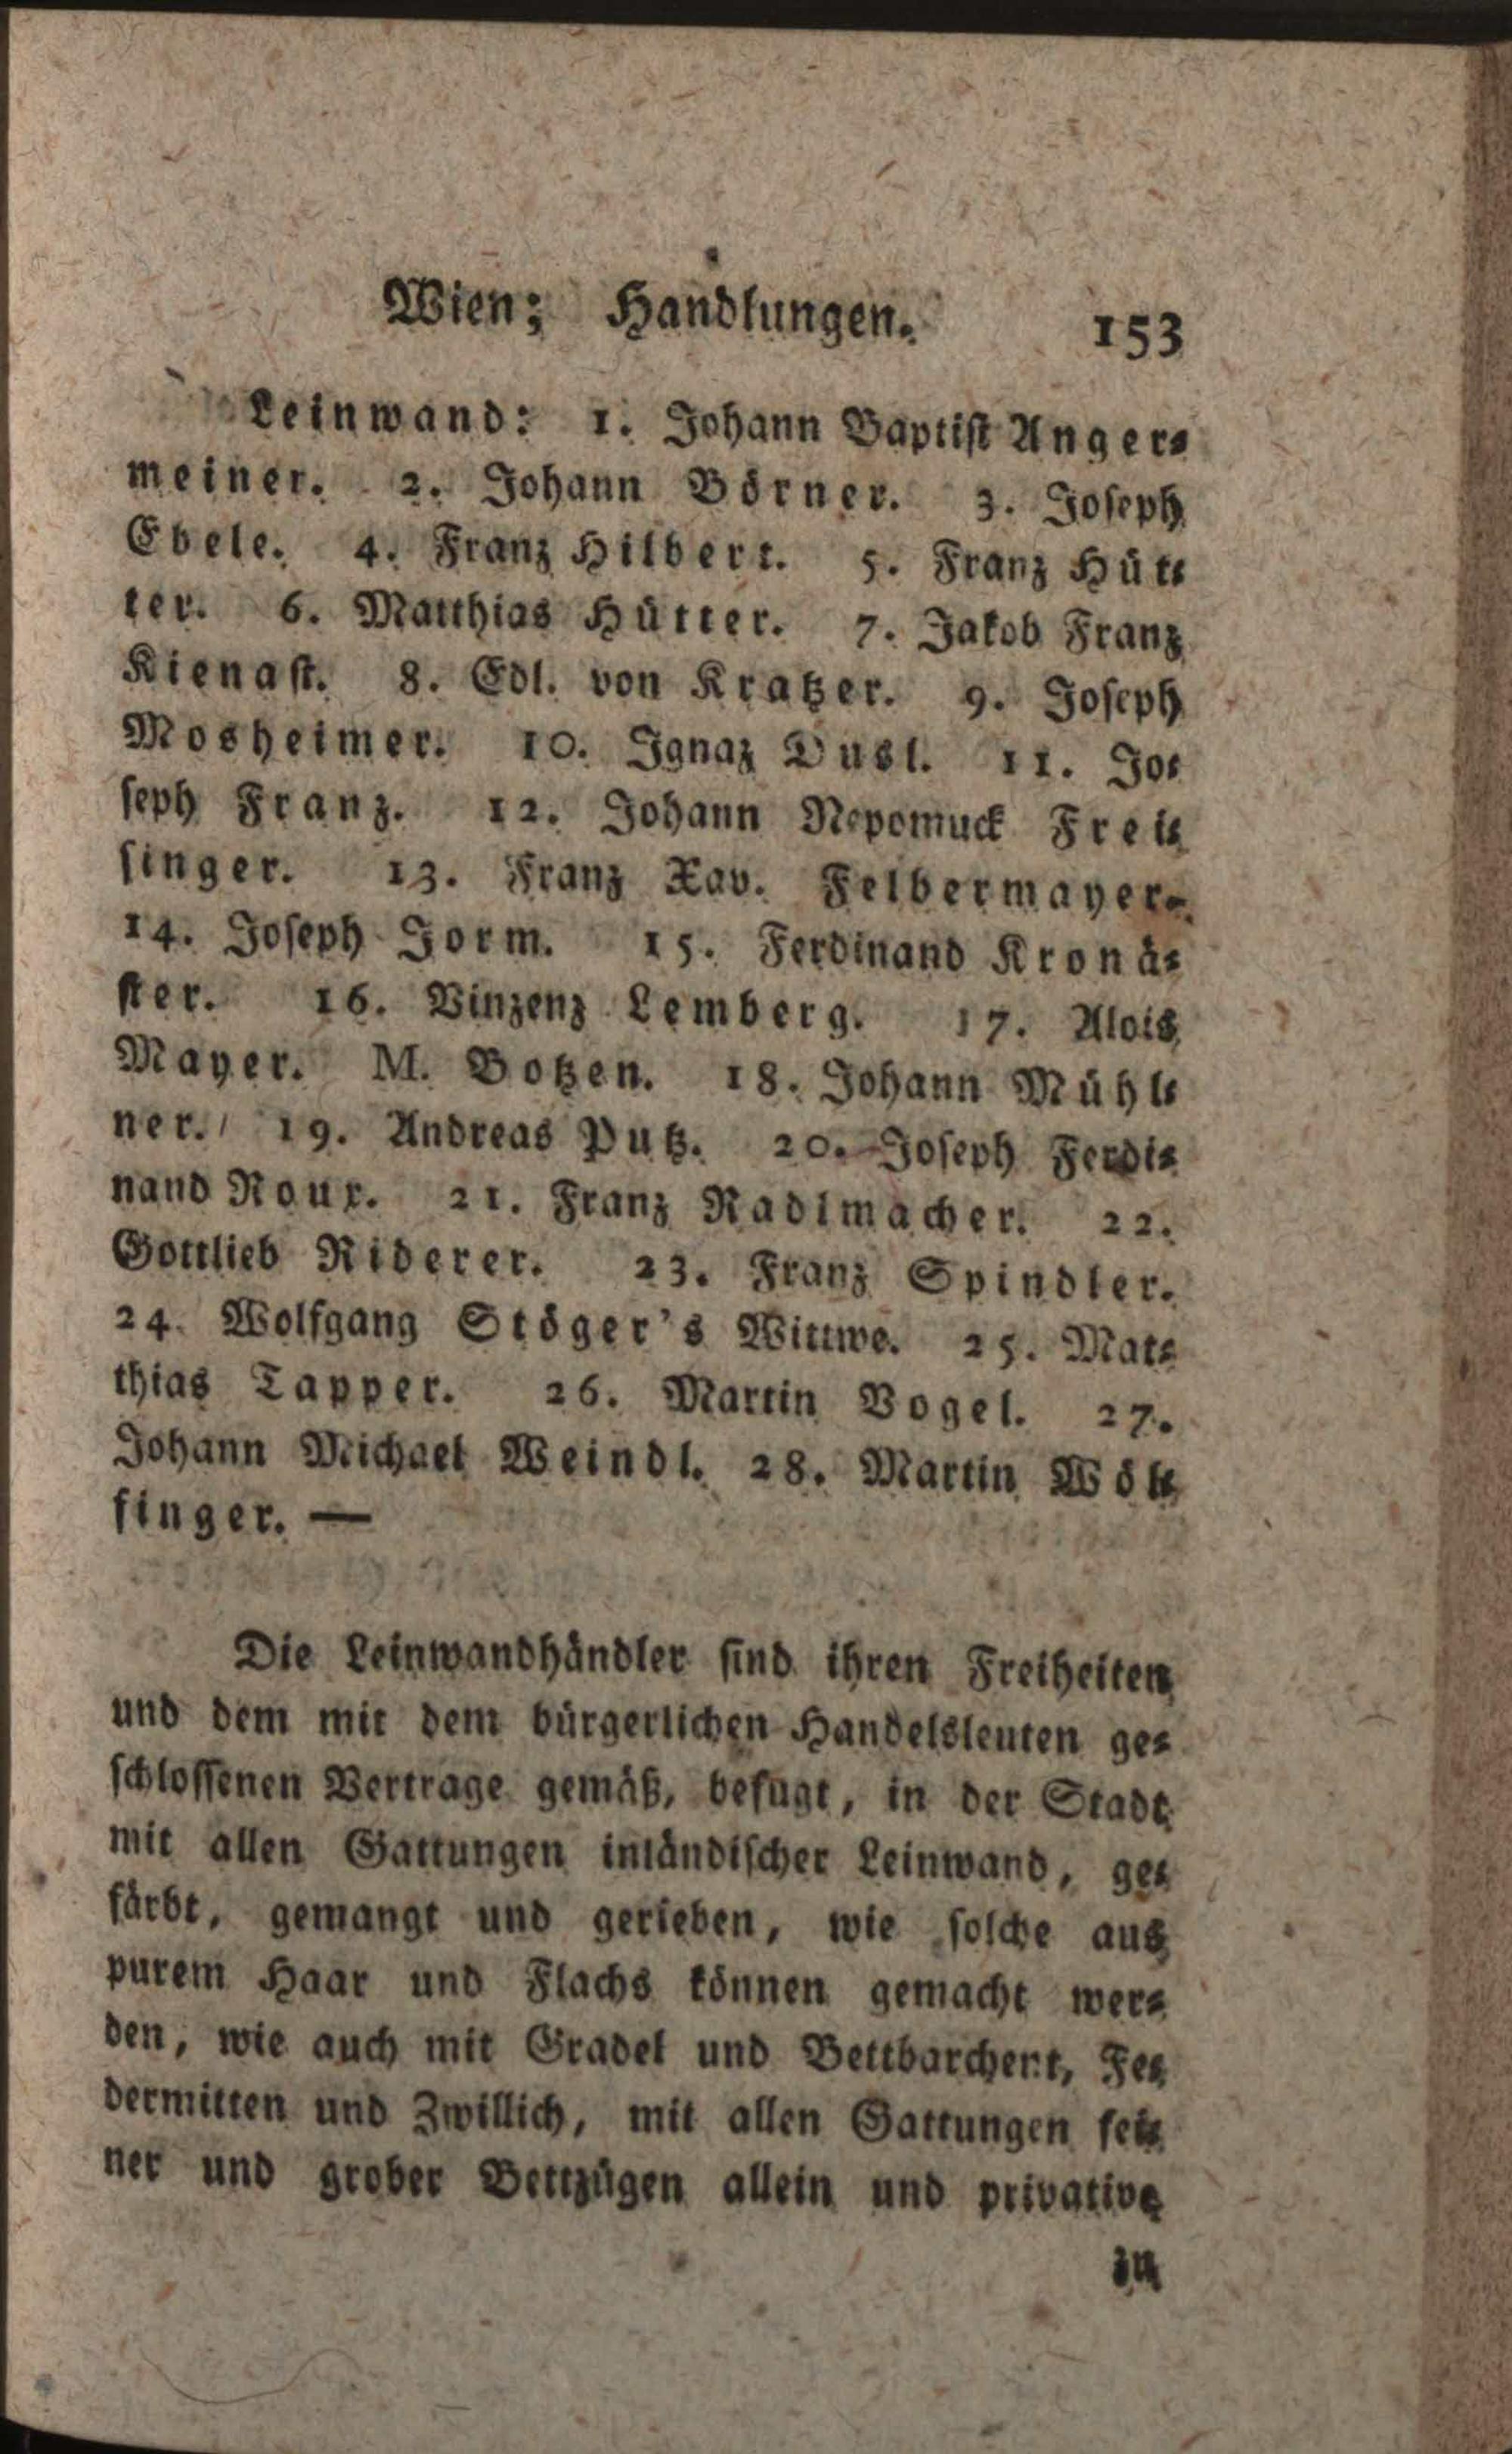 Wien; Handlungen. 153
Leinwand: 1. Johann Baptist Anger-
meiner. 2. Johann Börner. 3. Joseph
Ebele. 4. Franz Hilbert. 5. Franz Hüt-
ter. 6. Matthias Hütter. 7. Jakob Franz
Kienast. 8. Edl. von Kratzer. 9. Joseph
Mosheimer. 10. Ignaz Dusl. 11. Jo-
seph Franz. 12. Johann Nepomuck Frei-
singer. 13. Franz Xav. Felbermayer.
14. Joseph Jorm. 15. Ferdinand Kronä-
ster. 16. Vinzenz Lemberg. 17. Alois
Mayer. M. Botzen. 18. Johann Mühl-
ner. 19. Andreas Putz. 20. Joseph Ferdi-
nand Roux. 21. Franz Radlmacher. 22.
Gottlieb Riderer. 23. Franz Spindler.
24. Wolfgang Stöger's Wittwe. 25. Mat-
thias Tapper. 26. Martin Vogel. 27.
Johann Michael Weindl. 28. Martin Wöl-
finger. —
Die Leinwandhändler sind ihren Freiheiten
und dem mit dem bürgerlichen Handelsleuten ge-
schlossenen Vertrage gemäß, befugt, in der Stadt
mit allen Gattungen inländischer Leinwand, ge-
färbt, gemangt und gerieben, wie solche aus
purem Haar und Flachs können gemacht wer-
den, wie auch mit Gradel und Bettbarchent, Fe-
dermitten und Zwillich, mit allen Gattungen fei-
ner und grober Bettzügen allein und privative
zu